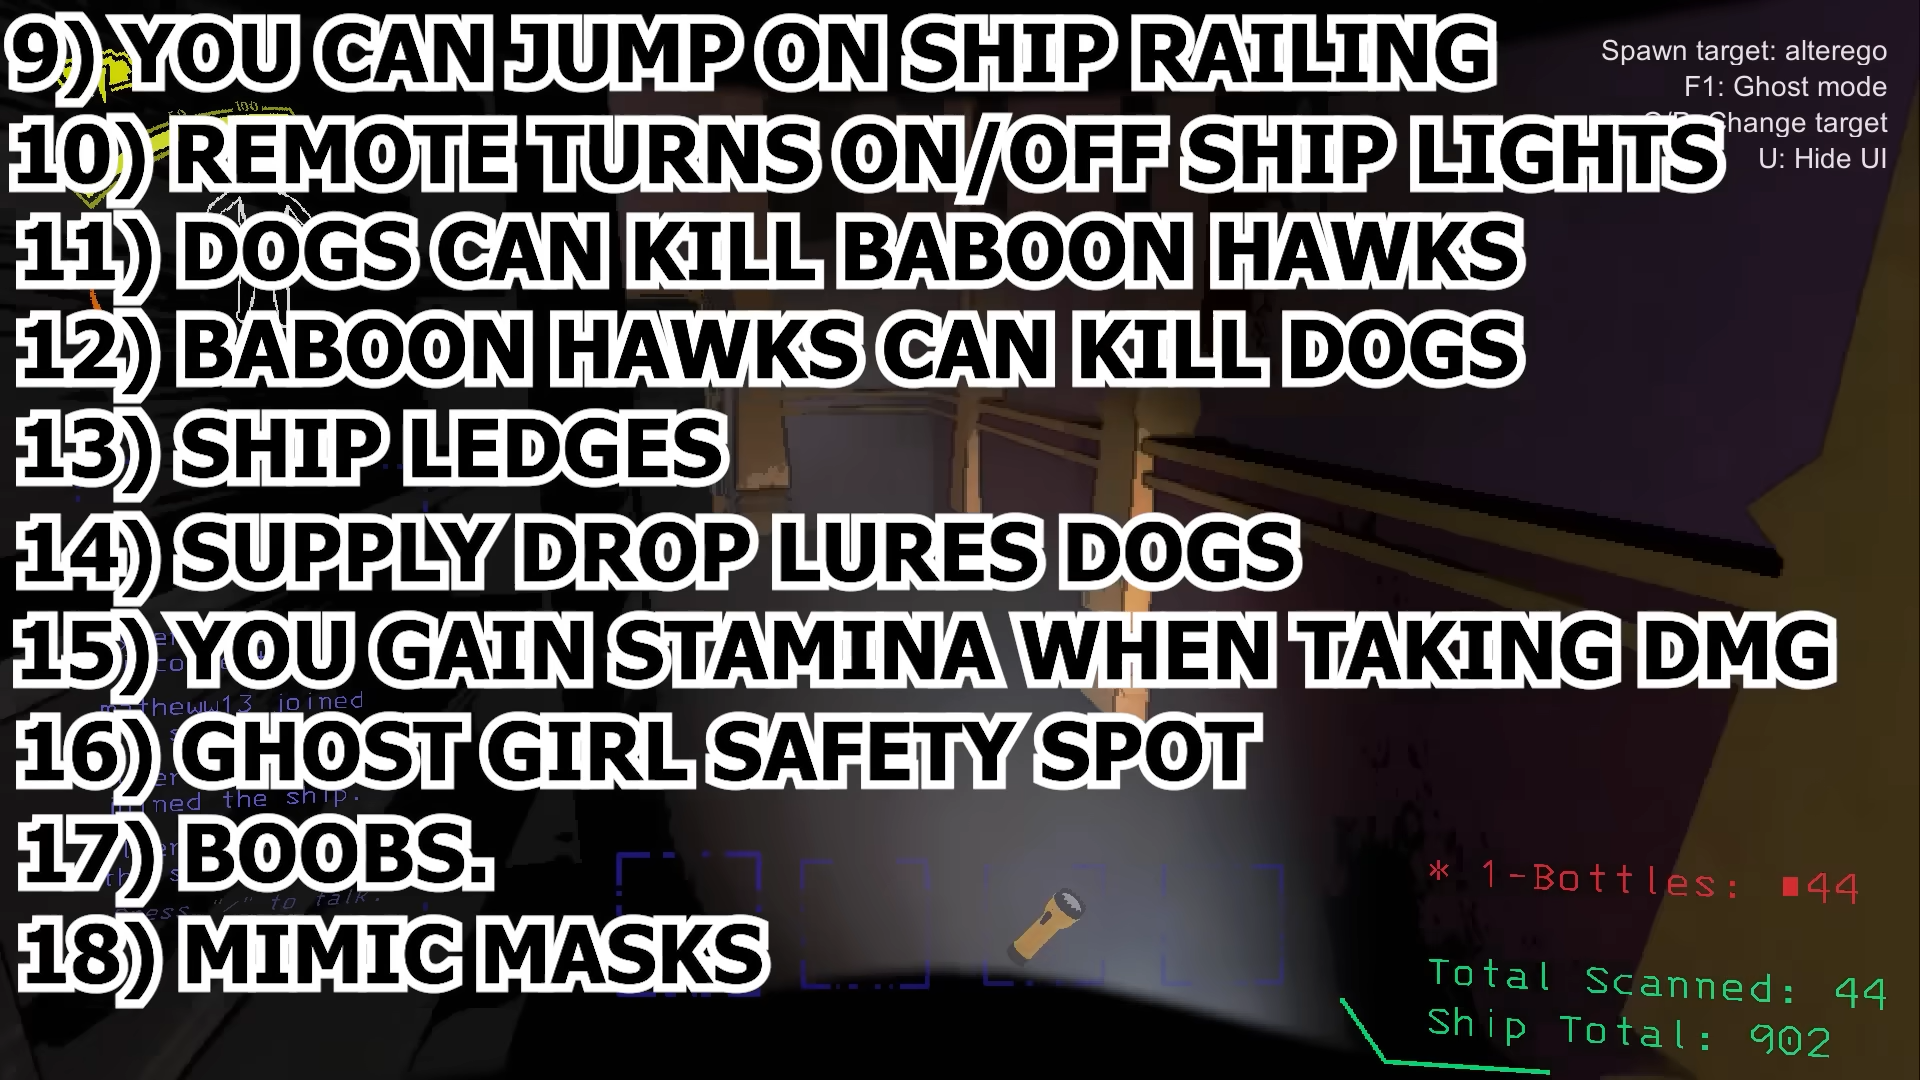 9) YOU CAN JUMP ON SHIP RAILING
Spawn target: alterego
F1: Ghost mode
Change target
U: Hide UI
100
10) REMOTE TURNS ON/OFF SHIP LIGHTS
11) DOGS CAN KILL BABOON HAWKS
12) BABOON HAWKS CAN KILL DOGS
13) SHIP LEDGES
14) SUPPLY DROP LURES DOGS
15) YOU GAIN STAMINA WHEN TAKING DMG
joined
16) GHOST GIRL SAFETY SPOT
the ship.
17) BOOBS.
* 1-Bottles: ■44
"/" to talk.
18) MIMIC MASKS
Total Scanned: 44
Ship Total: 902